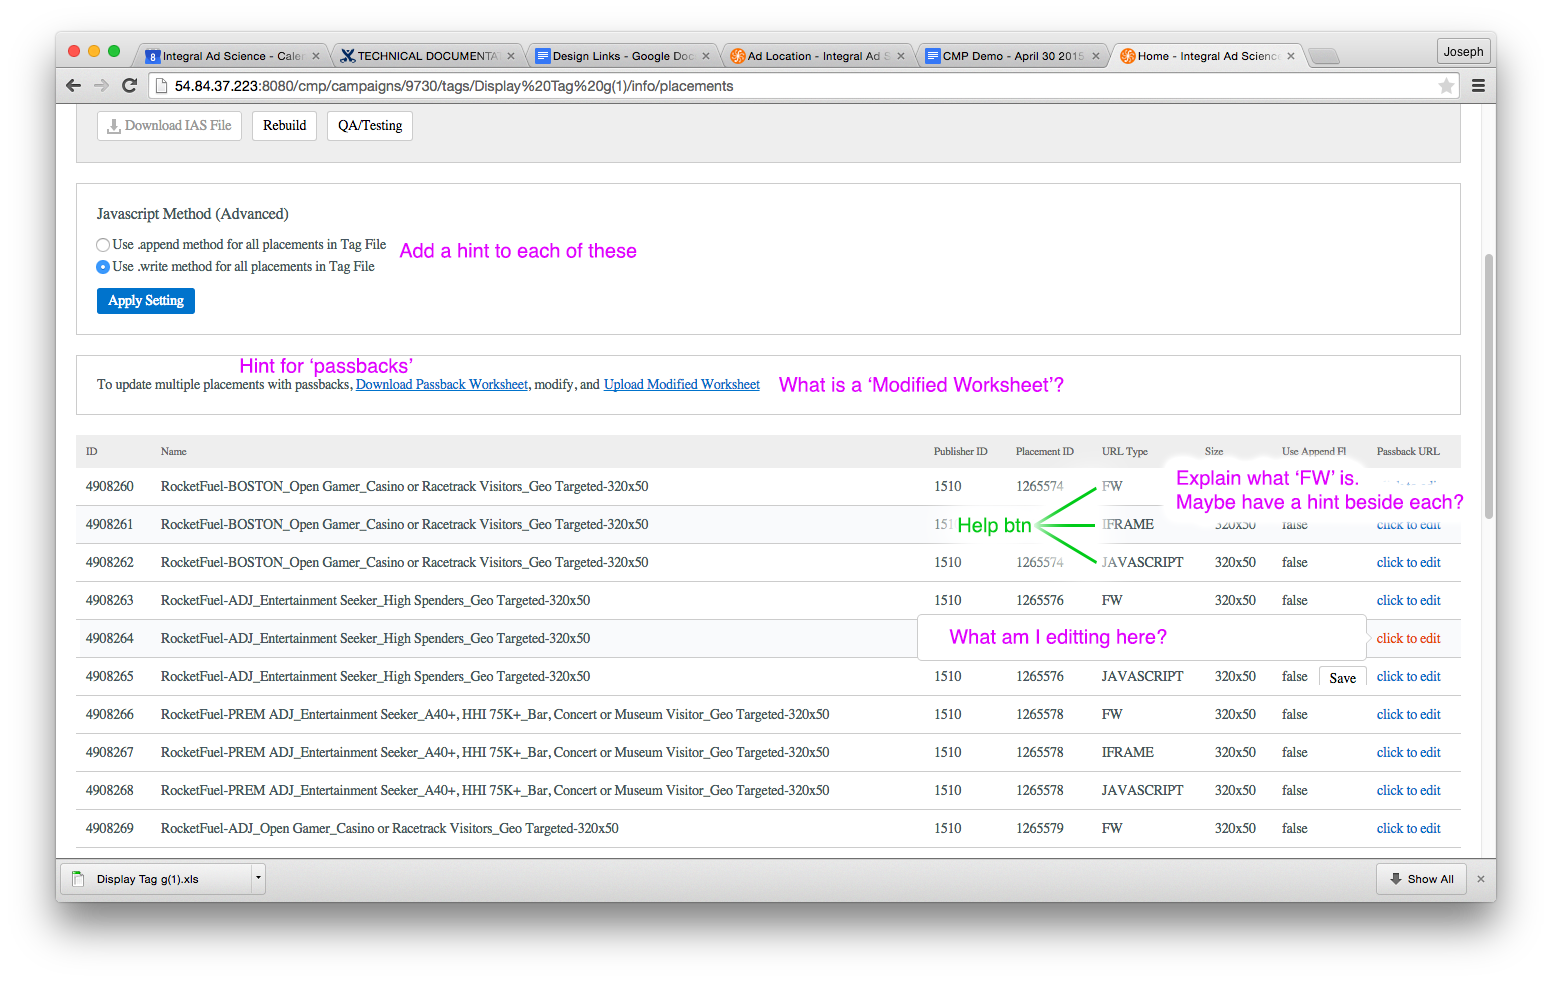 Integral Ad Science - Caler
TECHNICAL DOCUMENTAT
Design Links - Google Doc
Ad Location - Integral Ad S
CMP Demo - April 30 2015
Home - Integral Ad Science
Joseph
54.84.37.223:8080/cmp/campaigns/9730/tags/Display%20Tag%20g(1)/info/placements
Download IAS File
Rebuild
QA/Testing
Javascript Method (Advanced)
Use .append method for all placements in Tag File
Add a hint to each of these
Use .write method for all placements in Tag File
Apply Setting
Hint for ‘passbacks’
To update multiple placements with passbacks, Download Passback Worksheet, modify, and Upload Modified Worksheet
What is a ‘Modified Worksheet’?
ID Name Publisher ID Placement ID URL Type Size Use Append Fl Passback URL
4908260 RocketFuel-BOSTON_Open Gamer_Casino or Racetrack Visitors_Geo Targeted-320x50 1510 1265574 FW
Explain what ‘FW’ is.
Maybe have a hint beside each?
4908261 RocketFuel-BOSTON_Open Gamer_Casino or Racetrack Visitors_Geo Targeted-320x50 Help btn IFRAME 320x50 false click to edit
4908262 RocketFuel-BOSTON_Open Gamer_Casino or Racetrack Visitors_Geo Targeted-320x50 1510 1265574 JAVASCRIPT 320x50 false click to edit
4908263 RocketFuel-ADJ_Entertainment Seeker_High Spenders_Geo Targeted-320x50 1510 1265576 FW 320x50 false click to edit
4908264 RocketFuel-ADJ_Entertainment Seeker_High Spenders_Geo Targeted-320x50 What am I editting here? click to edit
4908265 RocketFuel-ADJ_Entertainment Seeker_High Spenders_Geo Targeted-320x50 1510 1265576 JAVASCRIPT 320x50 false Save click to edit
4908266 RocketFuel-PREM ADJ_Entertainment Seeker_A40+, HHI 75K+_Bar, Concert or Museum Visitor_Geo Targeted-320x50 1510 1265578 FW 320x50 false click to edit
4908267 RocketFuel-PREM ADJ_Entertainment Seeker_A40+, HHI 75K+_Bar, Concert or Museum Visitor_Geo Targeted-320x50 1510 1265578 IFRAME 320x50 false click to edit
4908268 RocketFuel-PREM ADJ_Entertainment Seeker_A40+, HHI 75K+_Bar, Concert or Museum Visitor_Geo Targeted-320x50 1510 1265578 JAVASCRIPT 320x50 false click to edit
4908269 RocketFuel-ADJ_Open Gamer_Casino or Racetrack Visitors_Geo Targeted-320x50 1510 1265579 FW 320x50 false click to edit
Display Tag g(1).xls
Show All